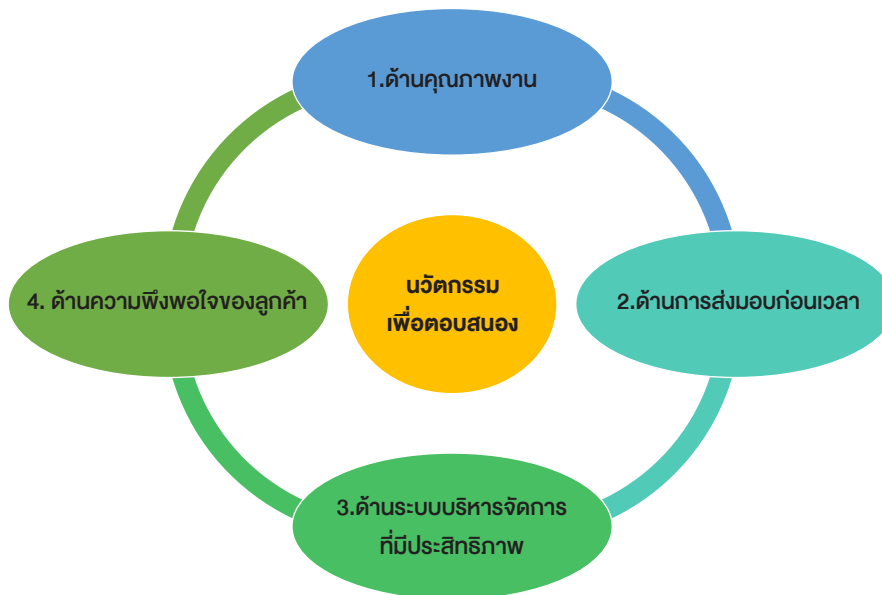 1.ด้านคุณภาพงาน
นวัตกรรม
เพื่อตอบสนอง
2.ด้านการส่งมอบก่อนเวลา
3.ด้านระบบบริหารจัดการ
ที่มีประสิทธิภาพ
4. ด้านความพึงพอใจของลูกค้า